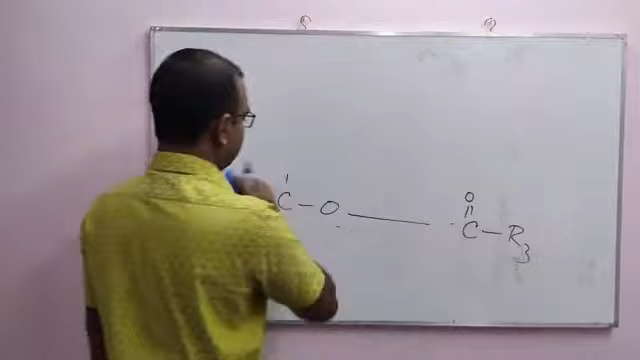 O
C — O ——— C — R3